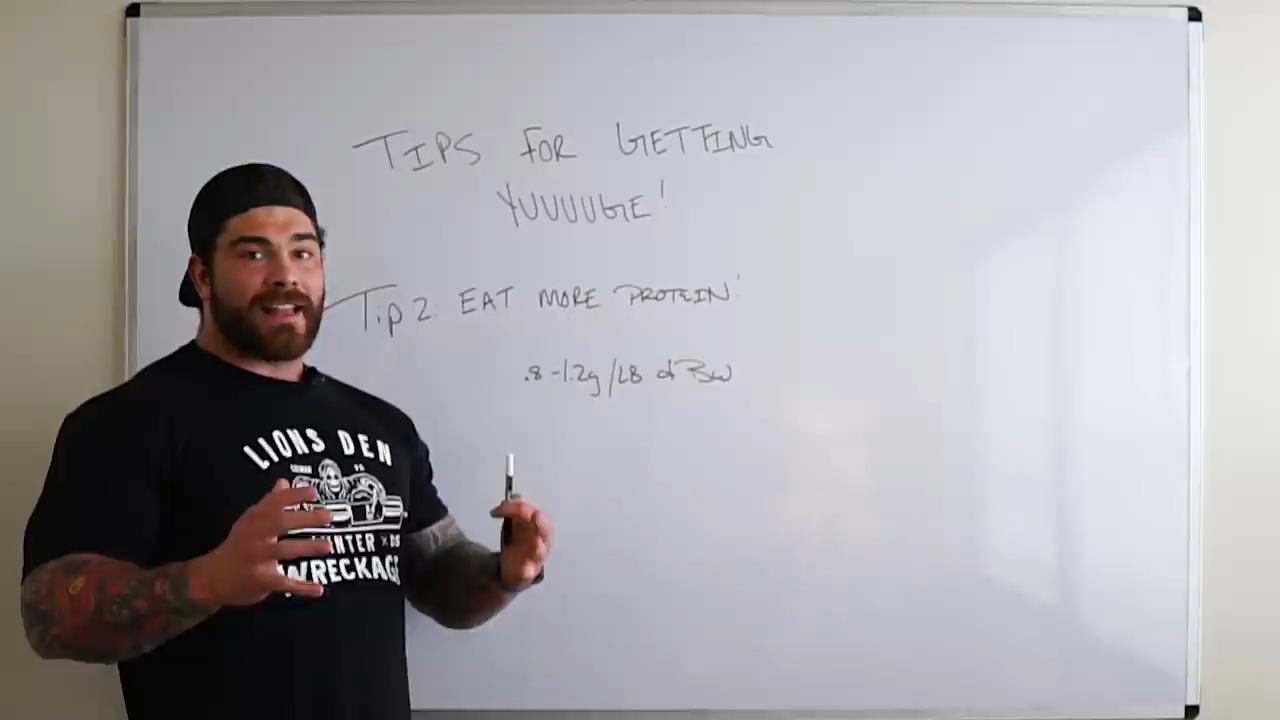 TIPS FOR GETTING
YUUUUGE!
Tip 2: EAT MORE PROTEIN!
.8-1.2g/LB of BW
LIONS DEN
WRECKAGE